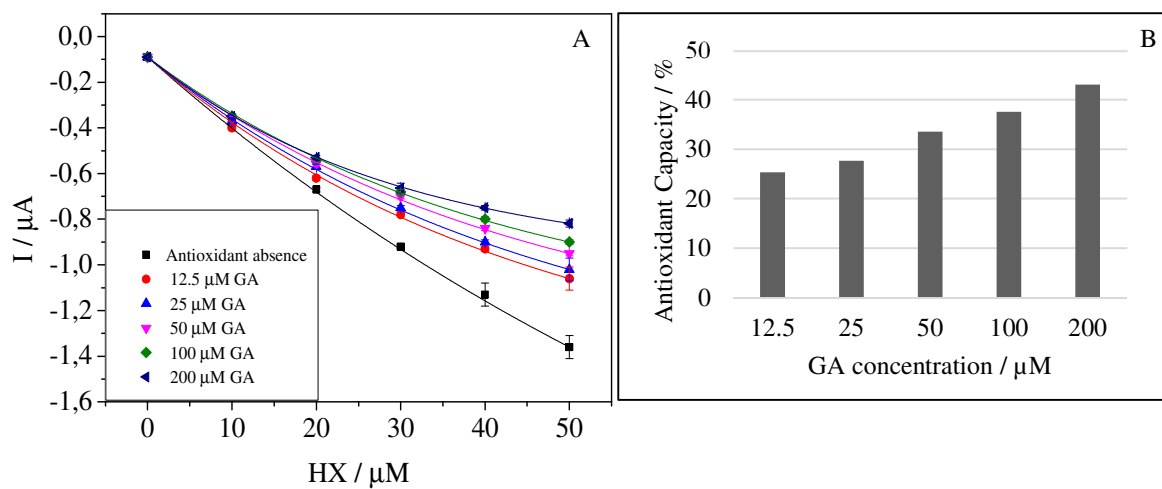 A
I / µA
0,0
-0,2
-0,4
-0,6
-0,8
-1,0
-1,2
-1,4
-1,6
Antioxidant absence
12.5 µM GA
25 µM GA
50 µM GA
100 µM GA
200 µM GA
0 10 20 30 40 50
HX / µM
B
Antioxidant Capacity / %
50
40
30
20
10
0
12.5 25 50 100 200
GA concentration / µM